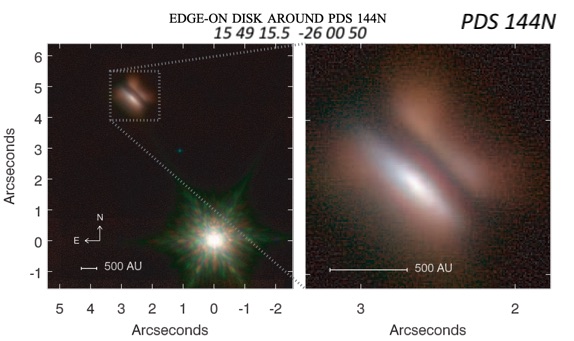 EDGE-ON DISK AROUND PDS 144N
PDS 144N
15 49 15.5 -26 00 50
Arcseconds
6
5
4
3
2
1
0
-1
N
E
500 AU
5 4 3 2 1 0 -1 -2
Arcseconds
500 AU
3 2
Arcseconds